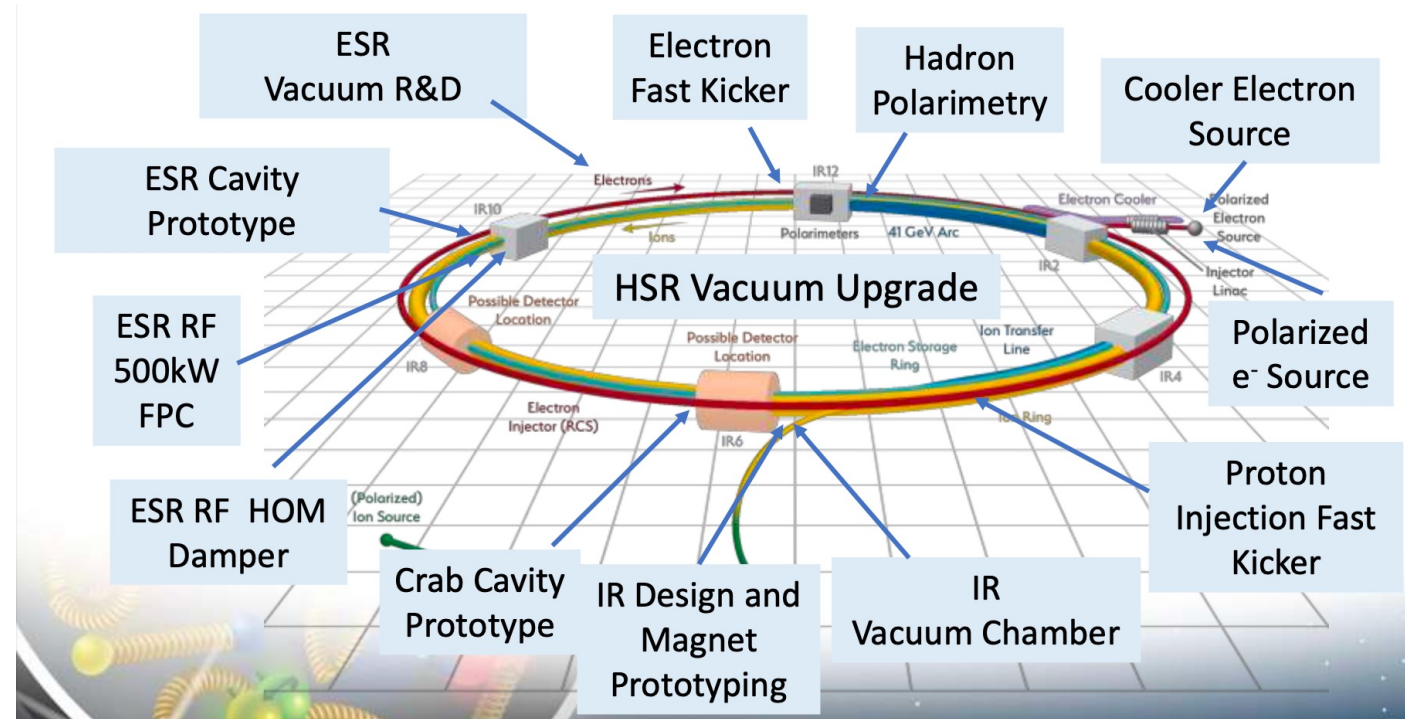 ESR
Vacuum R&D
Electron
Fast Kicker
Hadron
Polarimetry
Cooler Electron
Source
ESR Cavity
Prototype
Electrons
IR12
IR10
Ions
Polarimeters
41 GeV Arc
Electron Cooler
Polarized
Electron
Source
IR2
Injector
Linac
HSR Vacuum Upgrade
Possible Detector
Location
ESR RF
500kW
FPC
Possible Detector
Location
Electron Storage
Ring
Ion Transfer
Line
Polarized
e- Source
IR8
IR4
Electron
Injector (RCS)
IR6
Ion Ring
Proton
Injection Fast
Kicker
ESR RF HOM
Damper
(Polarized)
Ion Source
Crab Cavity
Prototype
IR Design and
Magnet
Prototyping
IR
Vacuum Chamber